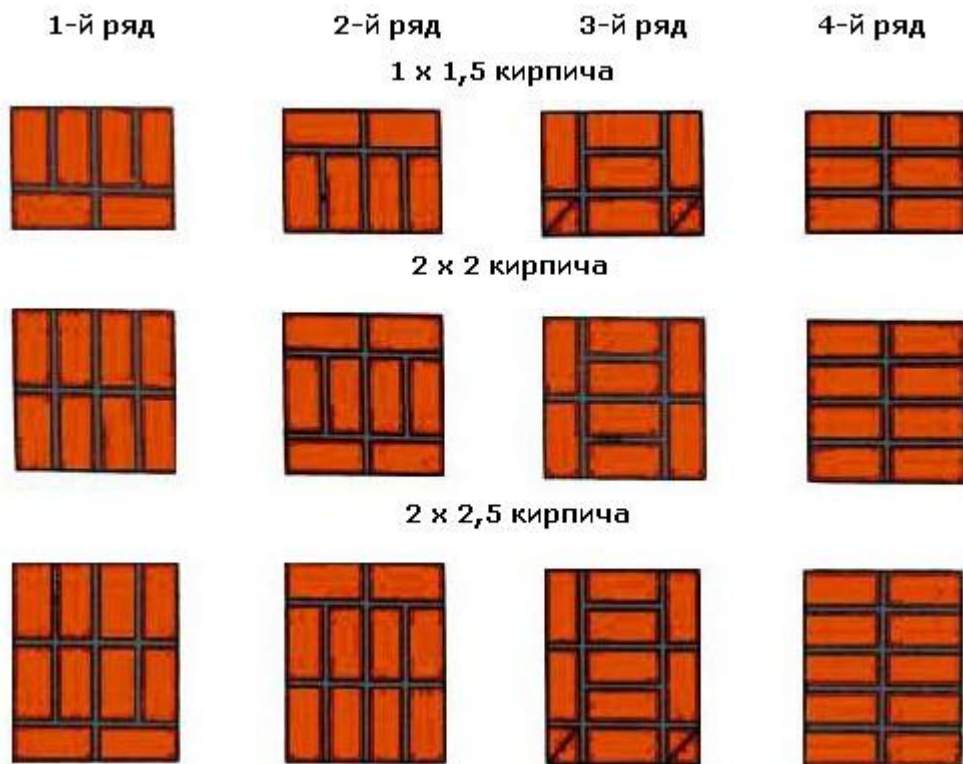 1-й ряд 2-й ряд 3-й ряд 4-й ряд
1 х 1,5 кирпича
2 х 2 кирпича
2 х 2,5 кирпича